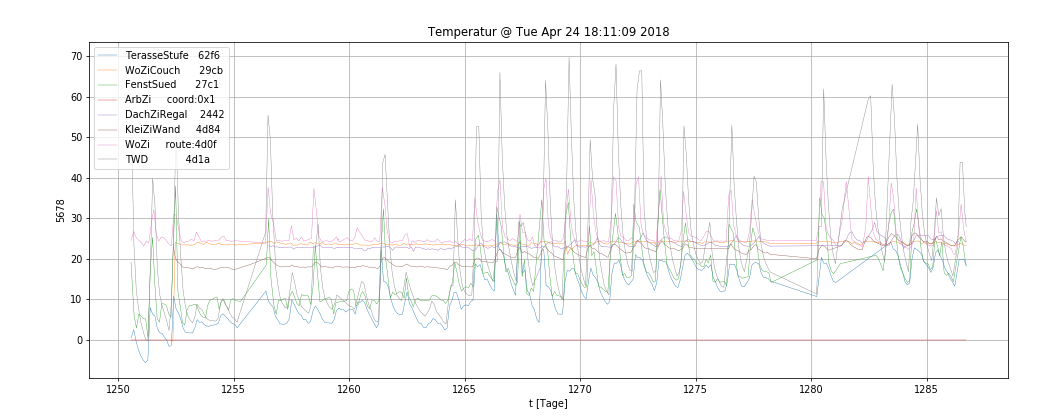 Temperatur @ Tue Apr 24 18:11:09 2018
70
60
50
40
30
20
10
0
5678
TerasseStufe 62f6
WoZiCouch 29cb
FenstSued 27c1
ArbZi coord:0x1
DachZiRegal 2442
KleiZiWand 4d84
WoZi route:4d0f
TWD 4d1a
1250 1255 1260 1265 1270 1275 1280 1285
t [Tage]